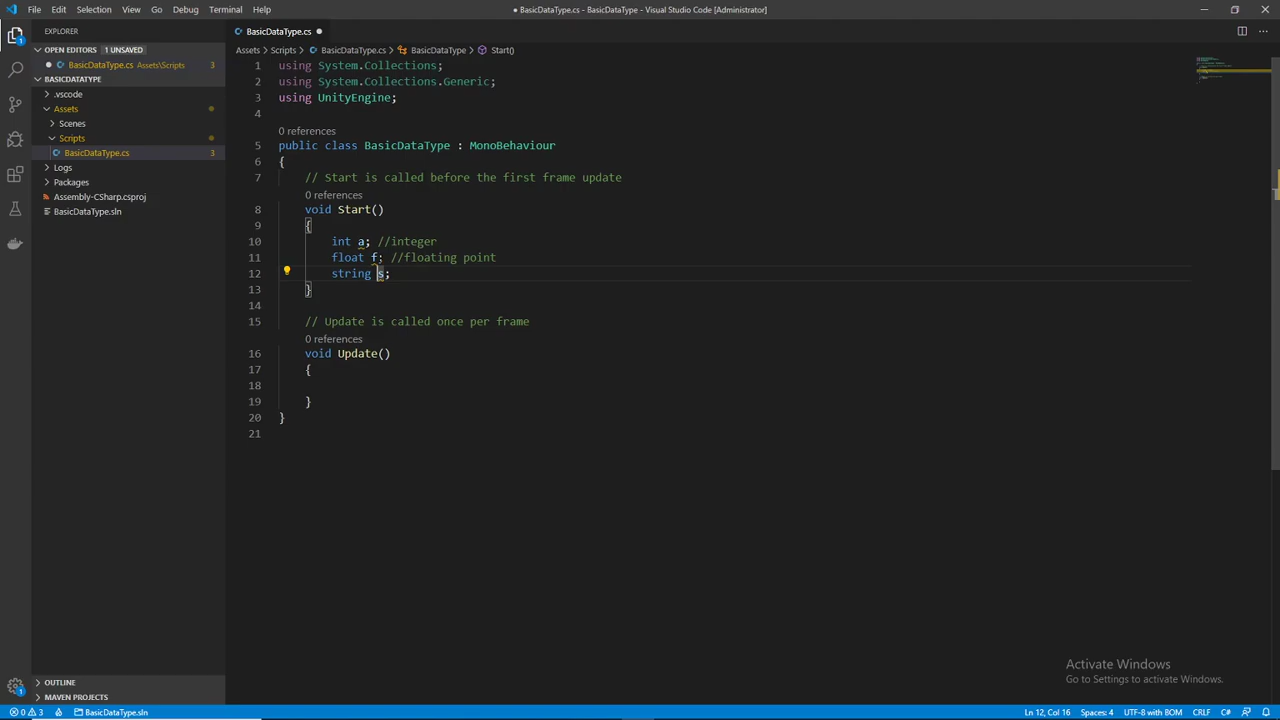 File Edit Selection View Go Debug Terminal Help
● BasicDataType.cs - BasicDataType - Visual Studio Code [Administrator]
EXPLORER
OPEN EDITORS 1 UNSAVED
BasicDataType.cs Assets\Scripts 3
BASICDATATYPE
.vscode
Assets
Scenes
Scripts
BasicDataType.cs 3
Logs
Packages
Assembly-CSharp.csproj
BasicDataType.sln
OUTLINE
MAVEN PROJECTS
BasicDataType.cs ●
Assets > Scripts > BasicDataType.cs > BasicDataType > Start()
1 using System.Collections;
2 using System.Collections.Generic;
3 using UnityEngine;
4
0 references
5 public class BasicDataType : MonoBehaviour
6 {
7 // Start is called before the first frame update
0 references
8 void Start()
9 {
10 int a; //integer
11 float f; //floating point
12 string s;
13 }
14
15 // Update is called once per frame
0 references
16 void Update()
17 {
18
19 }
20 }
21
Activate Windows
Go to Settings to activate Windows.
0 3 BasicDataType.sln
Ln 12, Col 16 Spaces: 4 UTF-8 with BOM CRLF C#